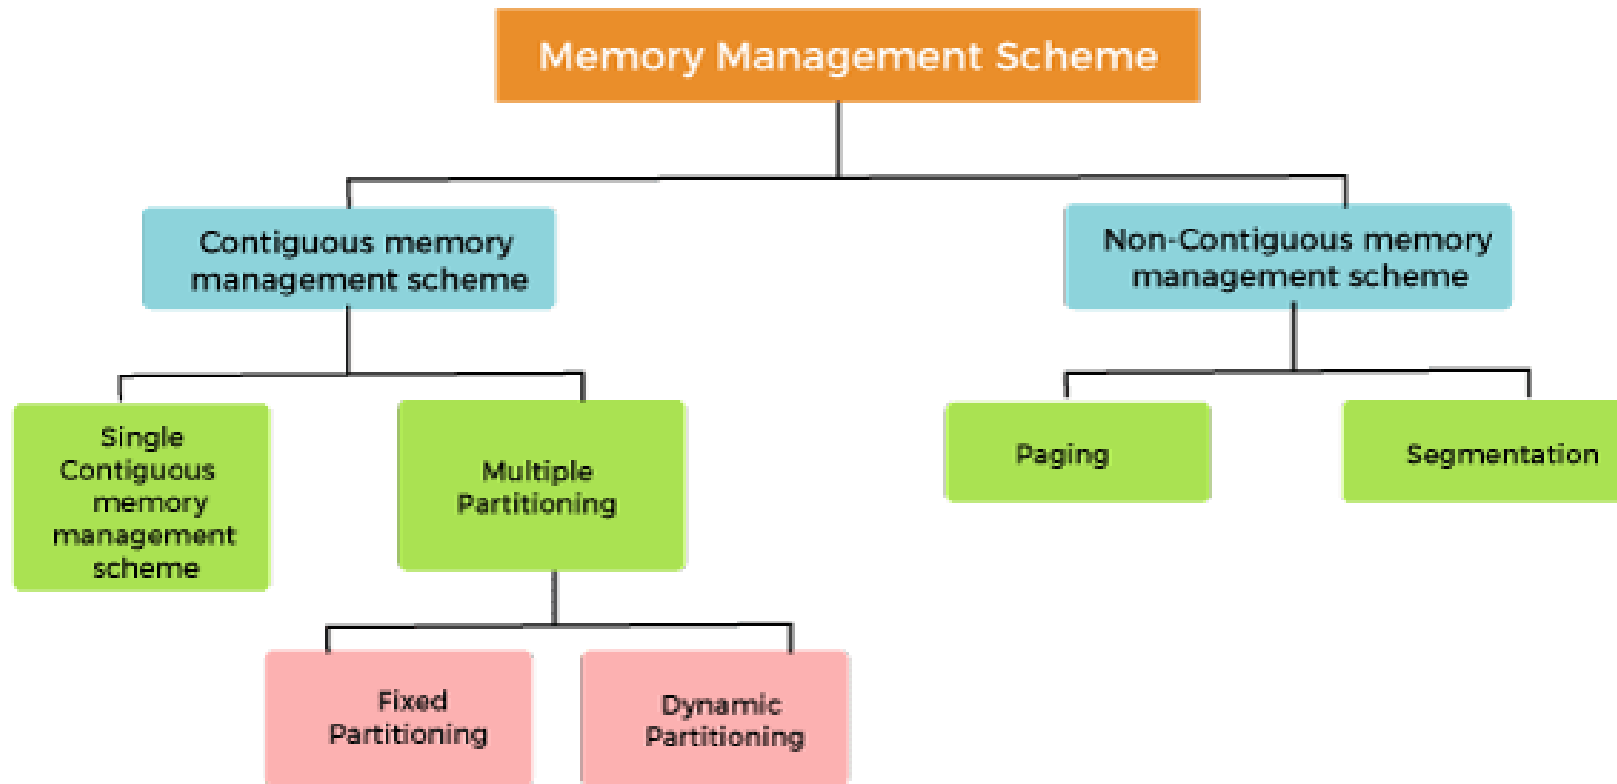 Memory Management Scheme
Contiguous memory
management scheme
Non-Contiguous memory
management scheme
Single
Contiguous
memory
management
scheme
Multiple
Partitioning
Paging
Segmentation
Fixed
Partitioning
Dynamic
Partitioning